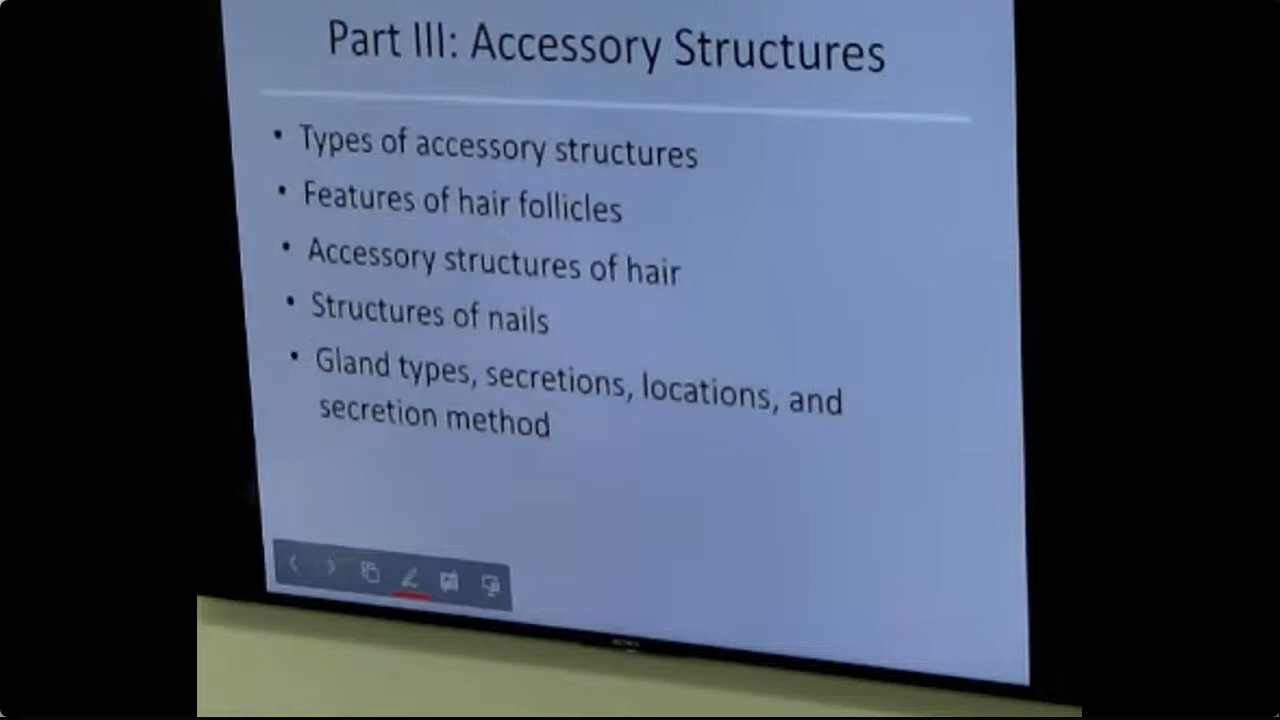 Part III: Accessory Structures
• Types of accessory structures
• Features of hair follicles
• Accessory structures of hair
• Structures of nails
• Gland types, secretions, locations, and
secretion method